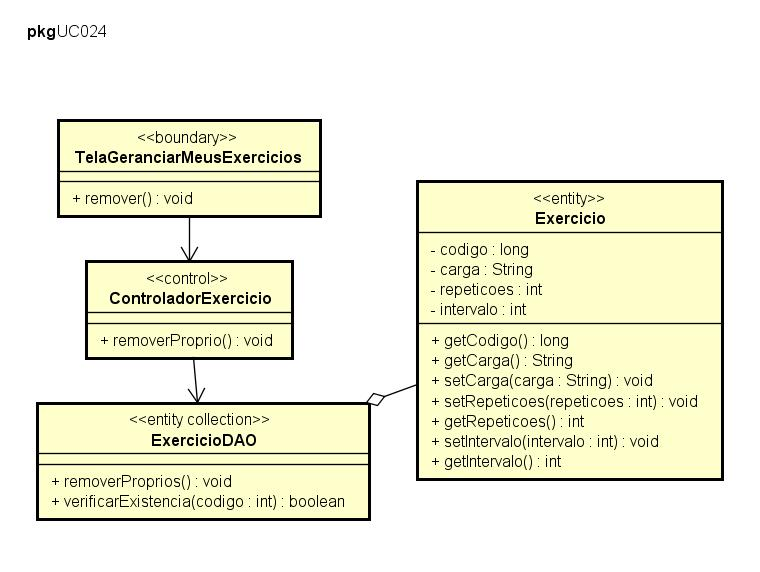 pkgUC024
<<boundary>>
TelaGeranciarMeusExercicios
+ remover() : void
<<control>>
ControladorExercicio
+ removerProprio() : void
<<entity collection>>
ExercicioDAO
+ removerProprios() : void
+ verificarExistencia(codigo : int) : boolean
<<entity>>
Exercicio
- codigo : long
- carga : String
- repeticoes : int
- intervalo : int
+ getCodigo() : long
+ getCarga() : String
+ setCarga(carga : String) : void
+ setRepeticoes(repeticoes : int) : void
+ getRepeticoes() : int
+ setIntervalo(intervalo : int) : void
+ getIntervalo() : int